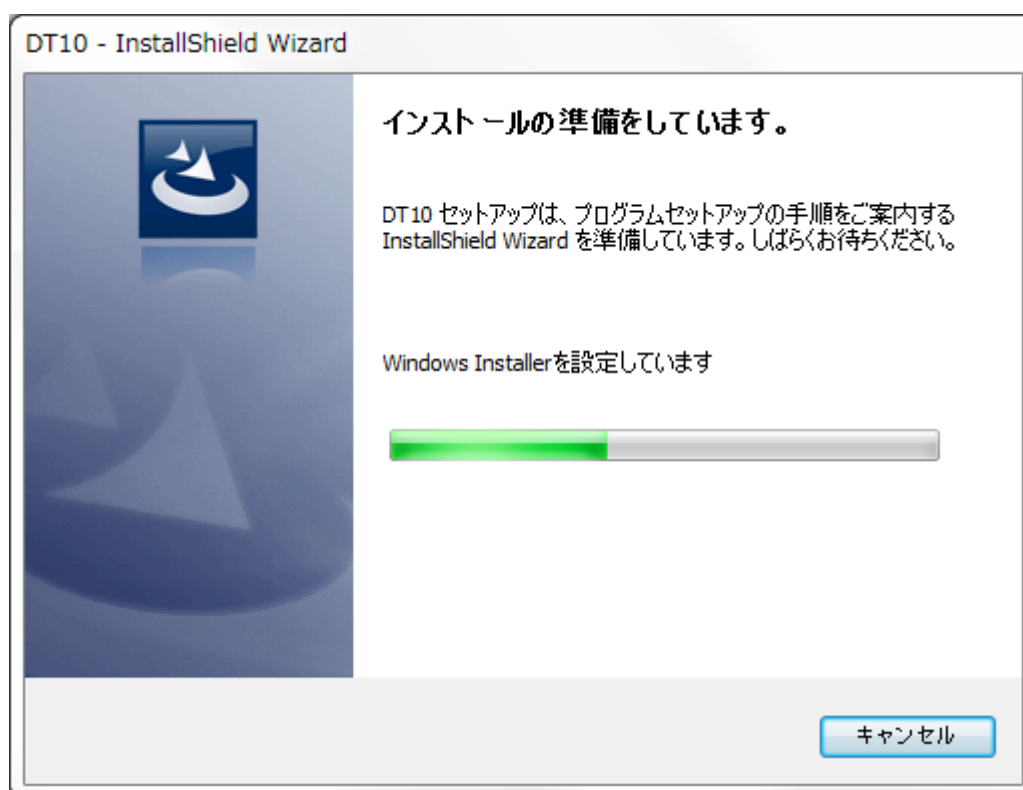 DT10 - InstallShield Wizard
インストールの準備をしています。
DT10 セットアップは、プログラムセットアップの手順をご案内する
InstallShield Wizard を準備しています。しばらくお待ちください。
Windows Installerを設定しています
キャンセル